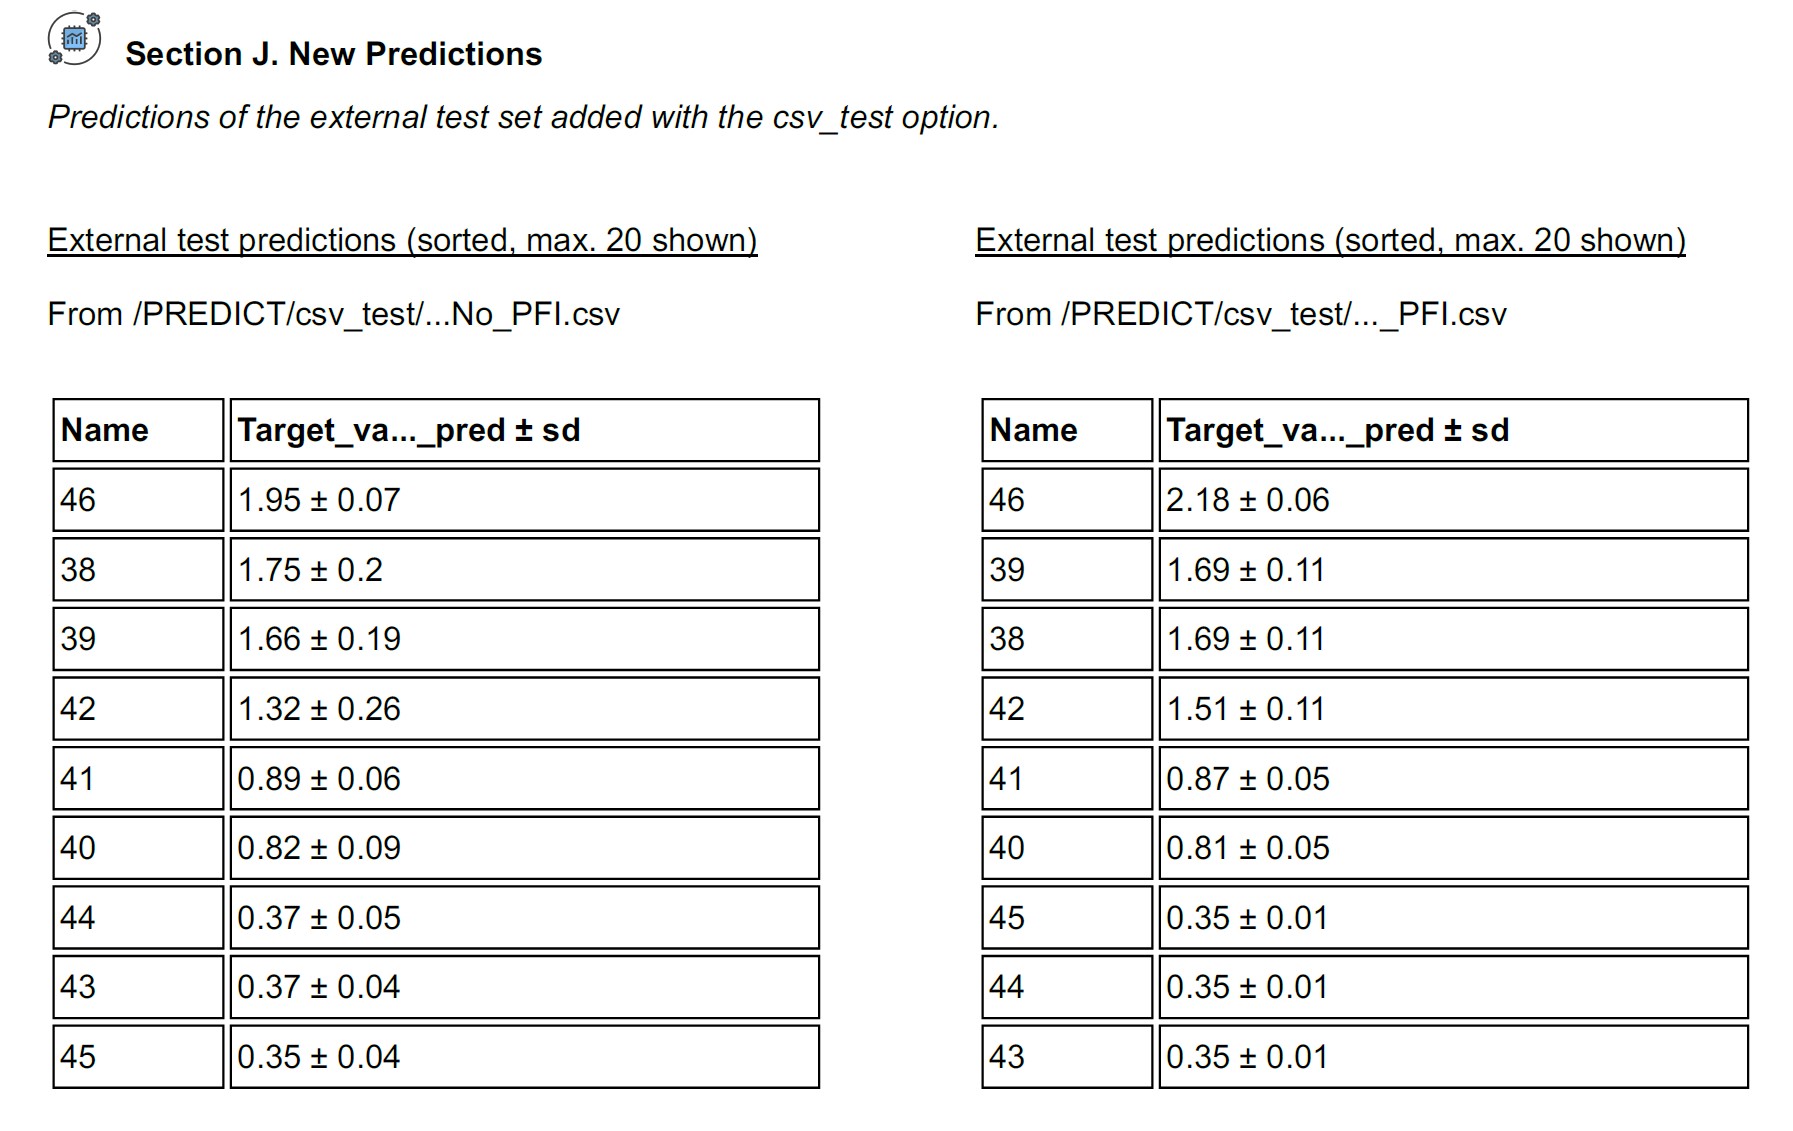 Section J. New Predictions
Predictions of the external test set added with the csv_test option.
External test predictions (sorted, max. 20 shown)
From /PREDICT/csv_test/...No_PFI.csv
Name Target_va..._pred ± sd
46 1.95 ± 0.07
38 1.75 ± 0.2
39 1.66 ± 0.19
42 1.32 ± 0.26
41 0.89 ± 0.06
40 0.82 ± 0.09
44 0.37 ± 0.05
43 0.37 ± 0.04
45 0.35 ± 0.04
External test predictions (sorted, max. 20 shown)
From /PREDICT/csv_test/..._PFI.csv
Name Target_va..._pred ± sd
46 2.18 ± 0.06
39 1.69 ± 0.11
38 1.69 ± 0.11
42 1.51 ± 0.11
41 0.87 ± 0.05
40 0.81 ± 0.05
45 0.35 ± 0.01
44 0.35 ± 0.01
43 0.35 ± 0.01